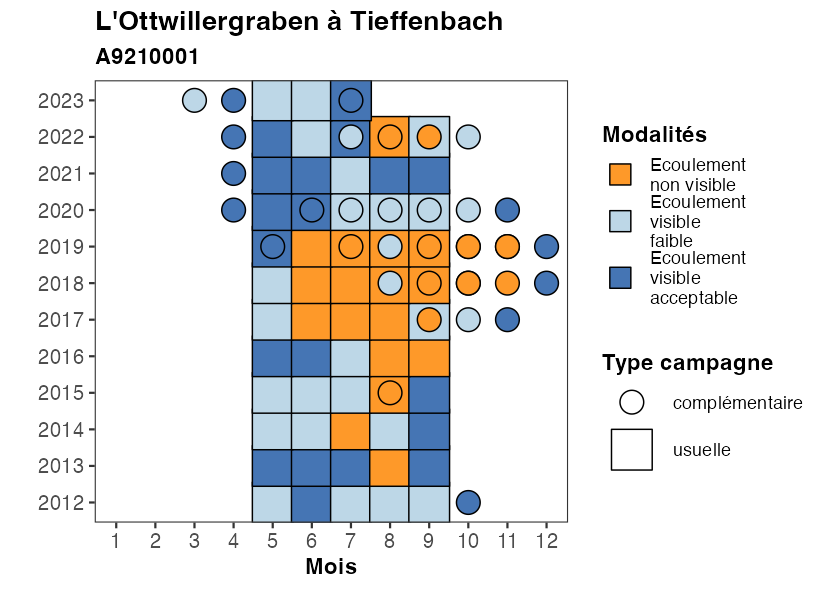 L'Ottwillergraben à Tieffenbach
A9210001
2023
2022
2021
2020
2019
2018
2017
2016
2015
2014
2013
2012
1 2 3 4 5 6 7 8 9 10 11 12
Mois
Modalités
Ecoulement
non visible
Ecoulement
visible
faible
Ecoulement
visible
acceptable
Type campagne
complémentaire
usuelle